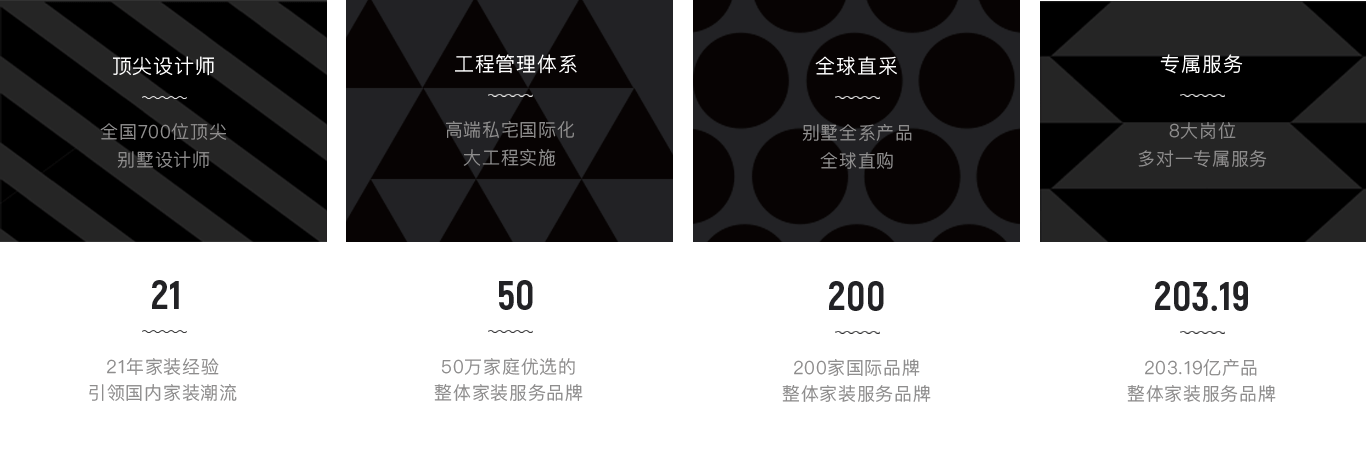 顶尖设计师
全国700位顶尖
别墅设计师
工程管理体系
高端私宅国际化
大工程实施
全球直采
别墅全系产品
全球直购
专属服务
8大岗位
多对一专属服务
21
21年家装经验
引领国内家装潮流
50
50万家庭优选的
整体家装服务品牌
200
200家国际品牌
整体家装服务品牌
203.19
203.19亿产品
整体家装服务品牌